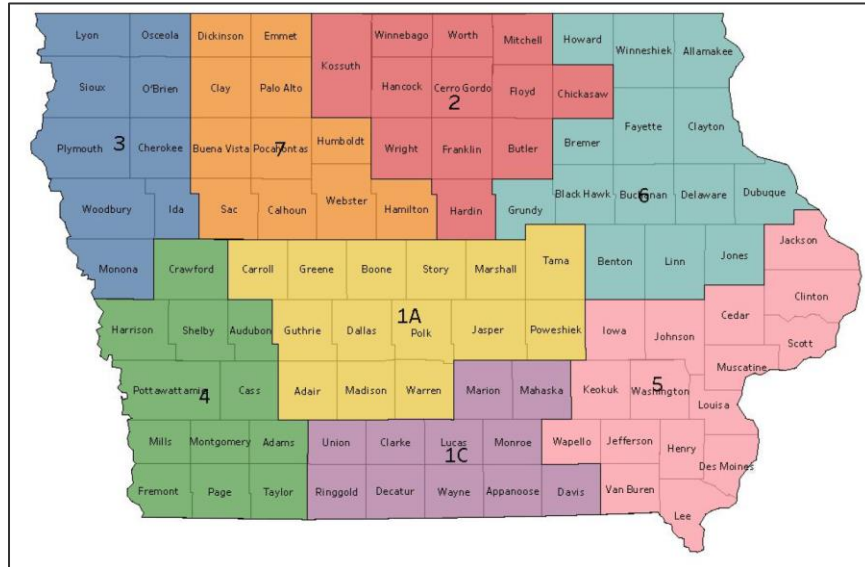 Lyon Osceola Dickinson Emmet Kossuth Winnebago Worth Mitchell Howard Winneshiek Allamakee
Sioux O'Brien Clay Palo Alto Hancock Cerro Gordo Floyd Chickasaw
2
Plymouth 3 Cherokee Buena Vista Pocahontas Humboldt Wright Franklin Butler Bremer Fayette Clayton
7
Woodbury Ida Sac Calhoun Webster Hamilton Hardin Grundy Black Hawk Buchanan Delaware Dubuque
6
Monona Crawford Carroll Greene Boone Story Marshall Tama Benton Linn Jones Jackson
Harrison Shelby Audubon Guthrie Dallas Polk Jasper Poweshiek Iowa Johnson Cedar Clinton Scott
1A
Pottawattamie Cass Adair Madison Warren Marion Mahaska Keokuk Washington Muscatine Louisa
4 5
Mills Montgomery Adams Union Clarke Lucas Monroe Wapello Jefferson Henry Des Moines
1C
Fremont Page Taylor Ringgold Decatur Wayne Appanoose Davis Van Buren Lee